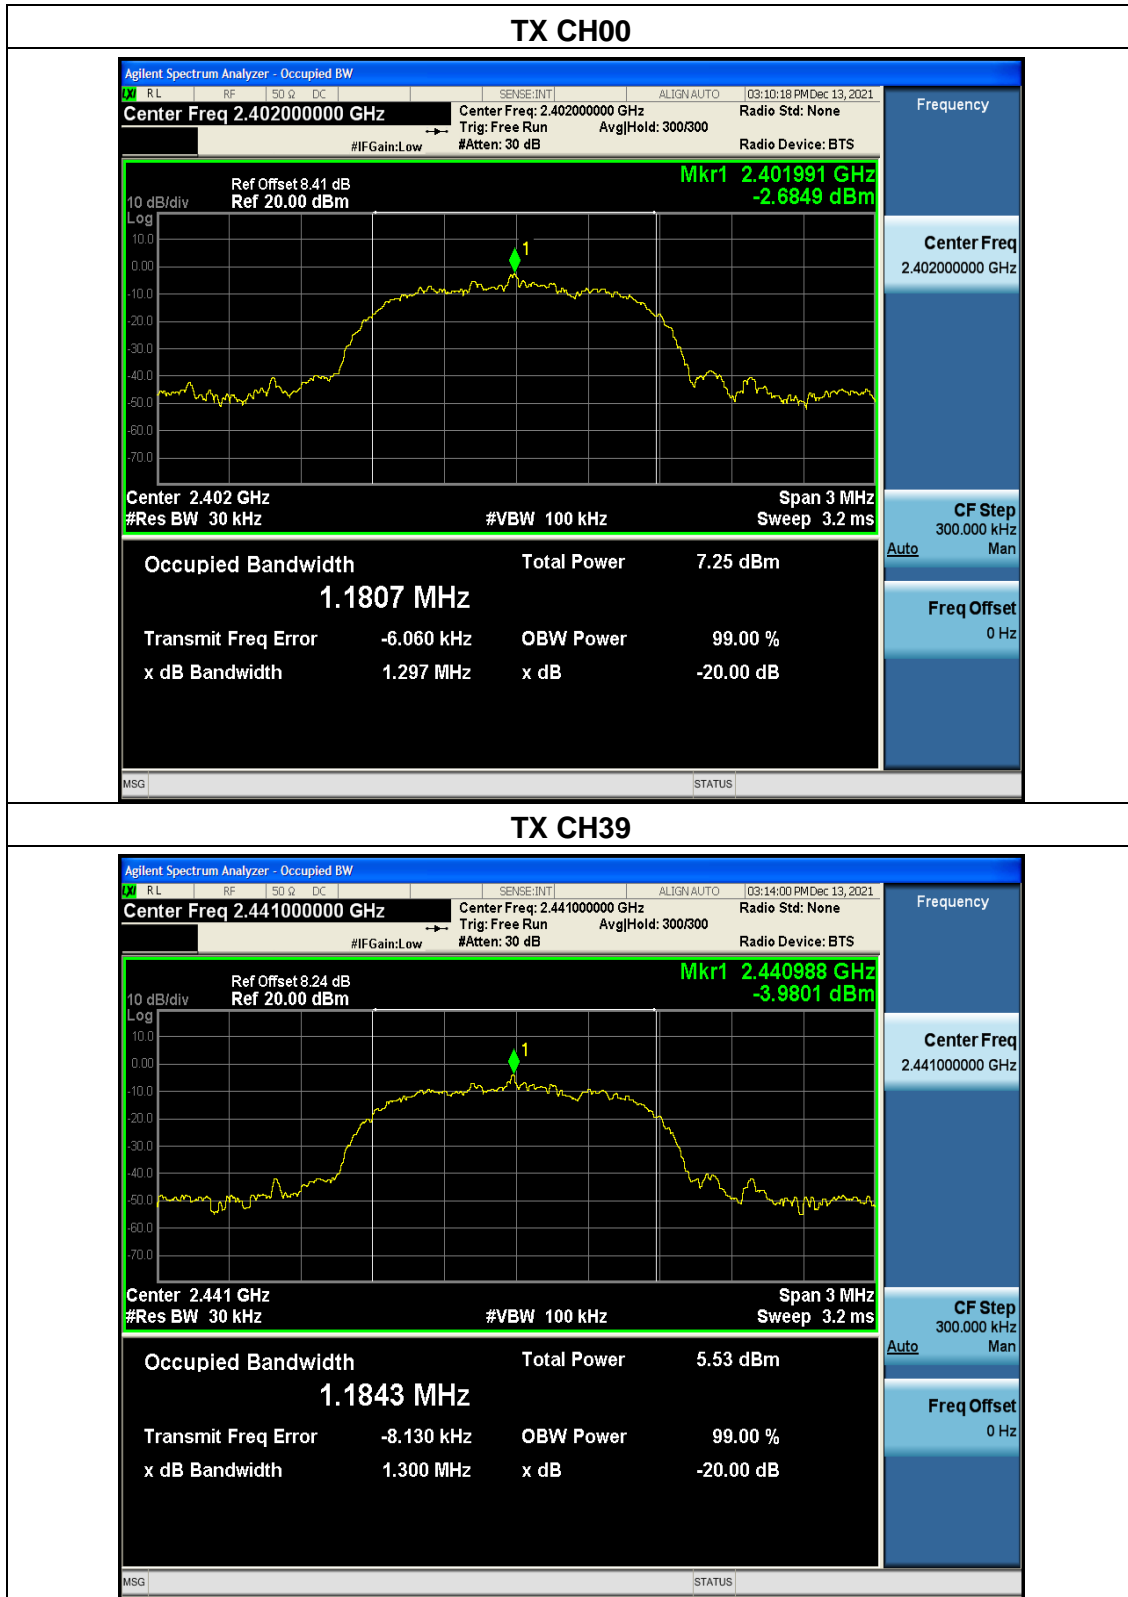 TX CH00
Agilent Spectrum Analyzer - Occupied BW
LXI RL RF 50 Ω DC SENSE:INT ALIGN AUTO 03:10:18 PM Dec 13, 2021
Center Freq 2.402000000 GHz
Center Freq: 2.402000000 GHz Radio Std: None
Trig: Free Run Avg|Hold: 300/300
#IFGain:Low #Atten: 30 dB Radio Device: BTS
Frequency
Mkr1 2.401991 GHz
-2.6849 dBm
Ref Offset 8.41 dB
10 dB/div Ref 20.00 dBm
Log
10.0
1
0.00
-10.0
-20.0
-30.0
-40.0
-50.0
-60.0
-70.0
Center Freq
2.402000000 GHz
Center 2.402 GHz Span 3 MHz
#Res BW 30 kHz #VBW 100 kHz Sweep 3.2 ms
CF Step
300.000 kHz
Auto Man
Occupied Bandwidth Total Power 7.25 dBm
1.1807 MHz
Freq Offset
0 Hz
Transmit Freq Error -6.060 kHz OBW Power 99.00 %
x dB Bandwidth 1.297 MHz x dB -20.00 dB
MSG STATUS
TX CH39
Agilent Spectrum Analyzer - Occupied BW
LXI RL RF 50 Ω DC SENSE:INT ALIGN AUTO 03:14:00 PM Dec 13, 2021
Center Freq 2.441000000 GHz
Center Freq: 2.441000000 GHz Radio Std: None
Trig: Free Run Avg|Hold: 300/300
#IFGain:Low #Atten: 30 dB Radio Device: BTS
Frequency
Mkr1 2.440988 GHz
-3.9801 dBm
Ref Offset 8.24 dB
10 dB/div Ref 20.00 dBm
Log
10.0
1
0.00
-10.0
-20.0
-30.0
-40.0
-50.0
-60.0
-70.0
Center Freq
2.441000000 GHz
Center 2.441 GHz Span 3 MHz
#Res BW 30 kHz #VBW 100 kHz Sweep 3.2 ms
CF Step
300.000 kHz
Auto Man
Occupied Bandwidth Total Power 5.53 dBm
1.1843 MHz
Freq Offset
0 Hz
Transmit Freq Error -8.130 kHz OBW Power 99.00 %
x dB Bandwidth 1.300 MHz x dB -20.00 dB
MSG STATUS